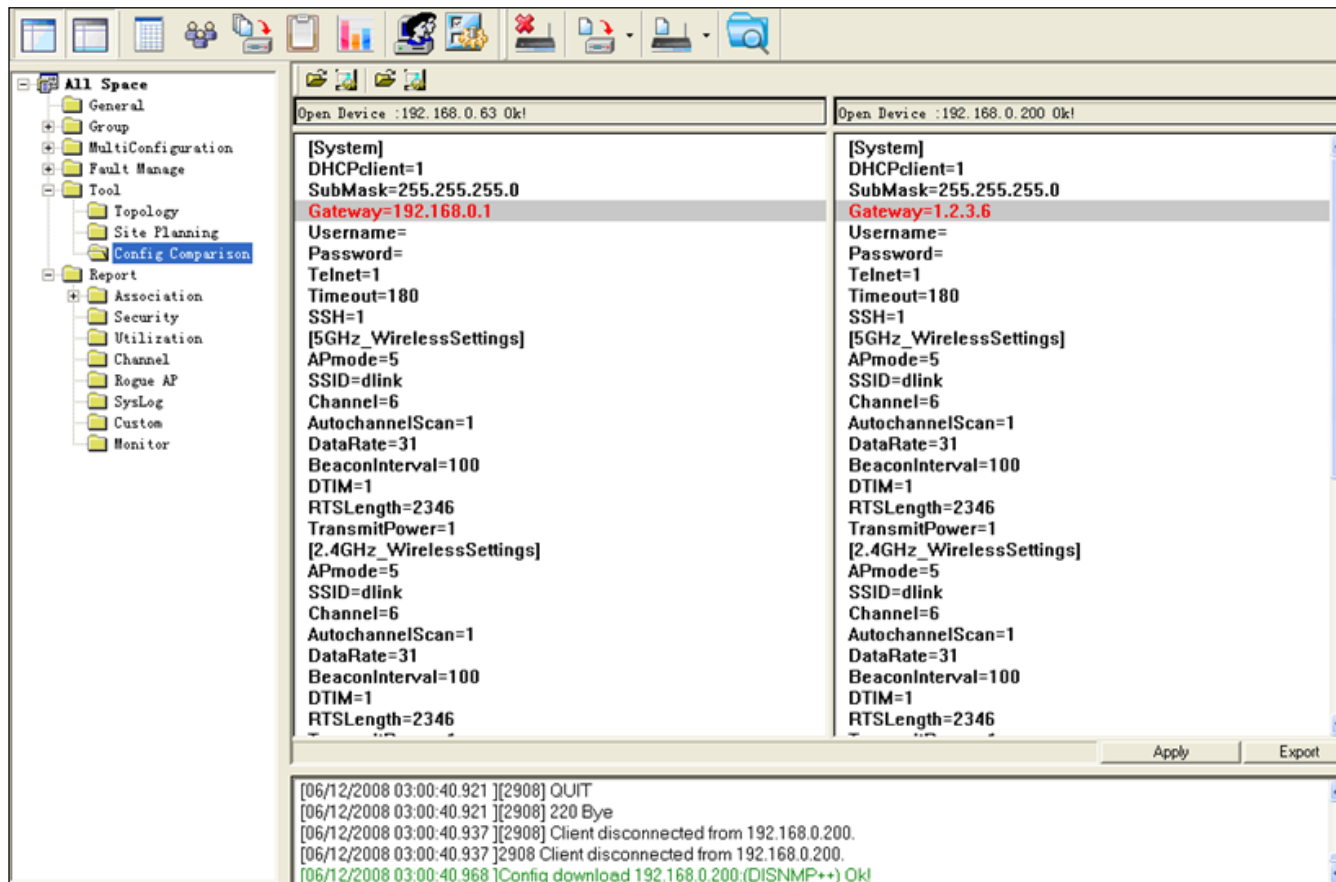 All Space
General
Group
MultiConfiguration
Fault Manage
Tool
Topology
Site Planning
Config Comparison
Report
Association
Security
Utilization
Channel
Rogue AP
SysLog
Custom
Monitor
Open Device :192.168.0.63 Ok!
[System]
DHCPclient=1
SubMask=255.255.255.0
Gateway=192.168.0.1
Username=
Password=
Telnet=1
Timeout=180
SSH=1
[5GHz_WirelessSettings]
APmode=5
SSID=dlink
Channel=6
AutochannelScan=1
DataRate=31
BeaconInterval=100
DTIM=1
RTSLength=2346
TransmitPower=1
[2.4GHz_WirelessSettings]
APmode=5
SSID=dlink
Channel=6
AutochannelScan=1
DataRate=31
BeaconInterval=100
DTIM=1
RTSLength=2346
Open Device :192.168.0.200 Ok!
[System]
DHCPclient=1
SubMask=255.255.255.0
Gateway=1.2.3.6
Username=
Password=
Telnet=1
Timeout=180
SSH=1
[5GHz_WirelessSettings]
APmode=5
SSID=dlink
Channel=6
AutochannelScan=1
DataRate=31
BeaconInterval=100
DTIM=1
RTSLength=2346
TransmitPower=1
[2.4GHz_WirelessSettings]
APmode=5
SSID=dlink
Channel=6
AutochannelScan=1
DataRate=31
BeaconInterval=100
DTIM=1
RTSLength=2346
Apply
Export
[06/12/2008 03:00:40.921 ][2908] QUIT
[06/12/2008 03:00:40.921 ][2908] 220 Bye
[06/12/2008 03:00:40.937 ][2908] Client disconnected from 192.168.0.200.
[06/12/2008 03:00:40.937 ]2908 Client disconnected from 192.168.0.200.
[06/12/2008 03:00:40.968 ]Config download 192.168.0.200:(DISNMP++) Ok!